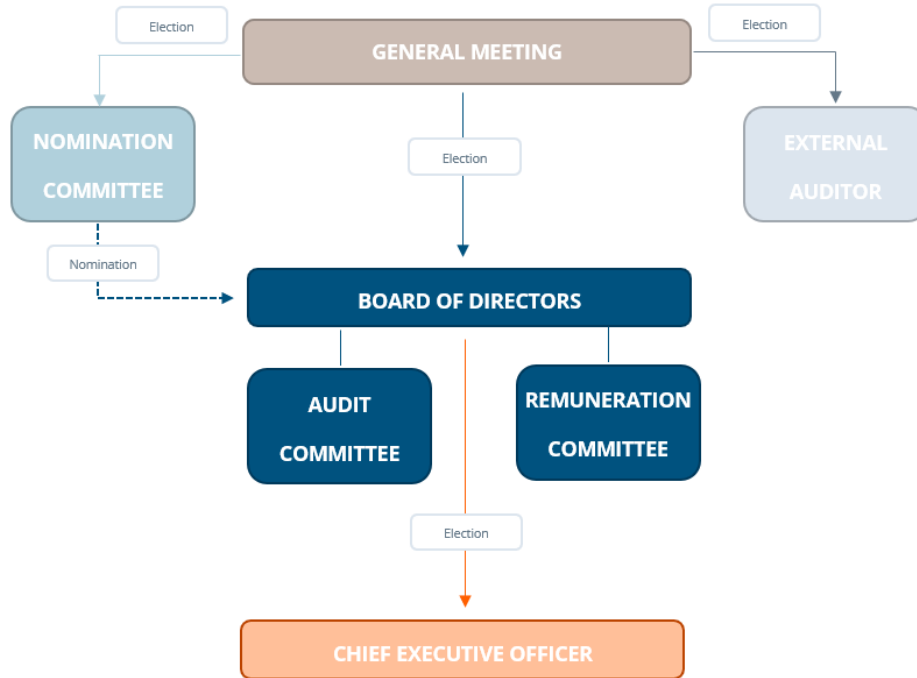 Election
Election
GENERAL MEETING
NOMINATION
COMMITTEE
Election
EXTERNAL
AUDITOR
Nomination
BOARD OF DIRECTORS
AUDIT
COMMITTEE
REMUNERATION
COMMITTEE
Election
CHIEF EXECUTIVE OFFICER